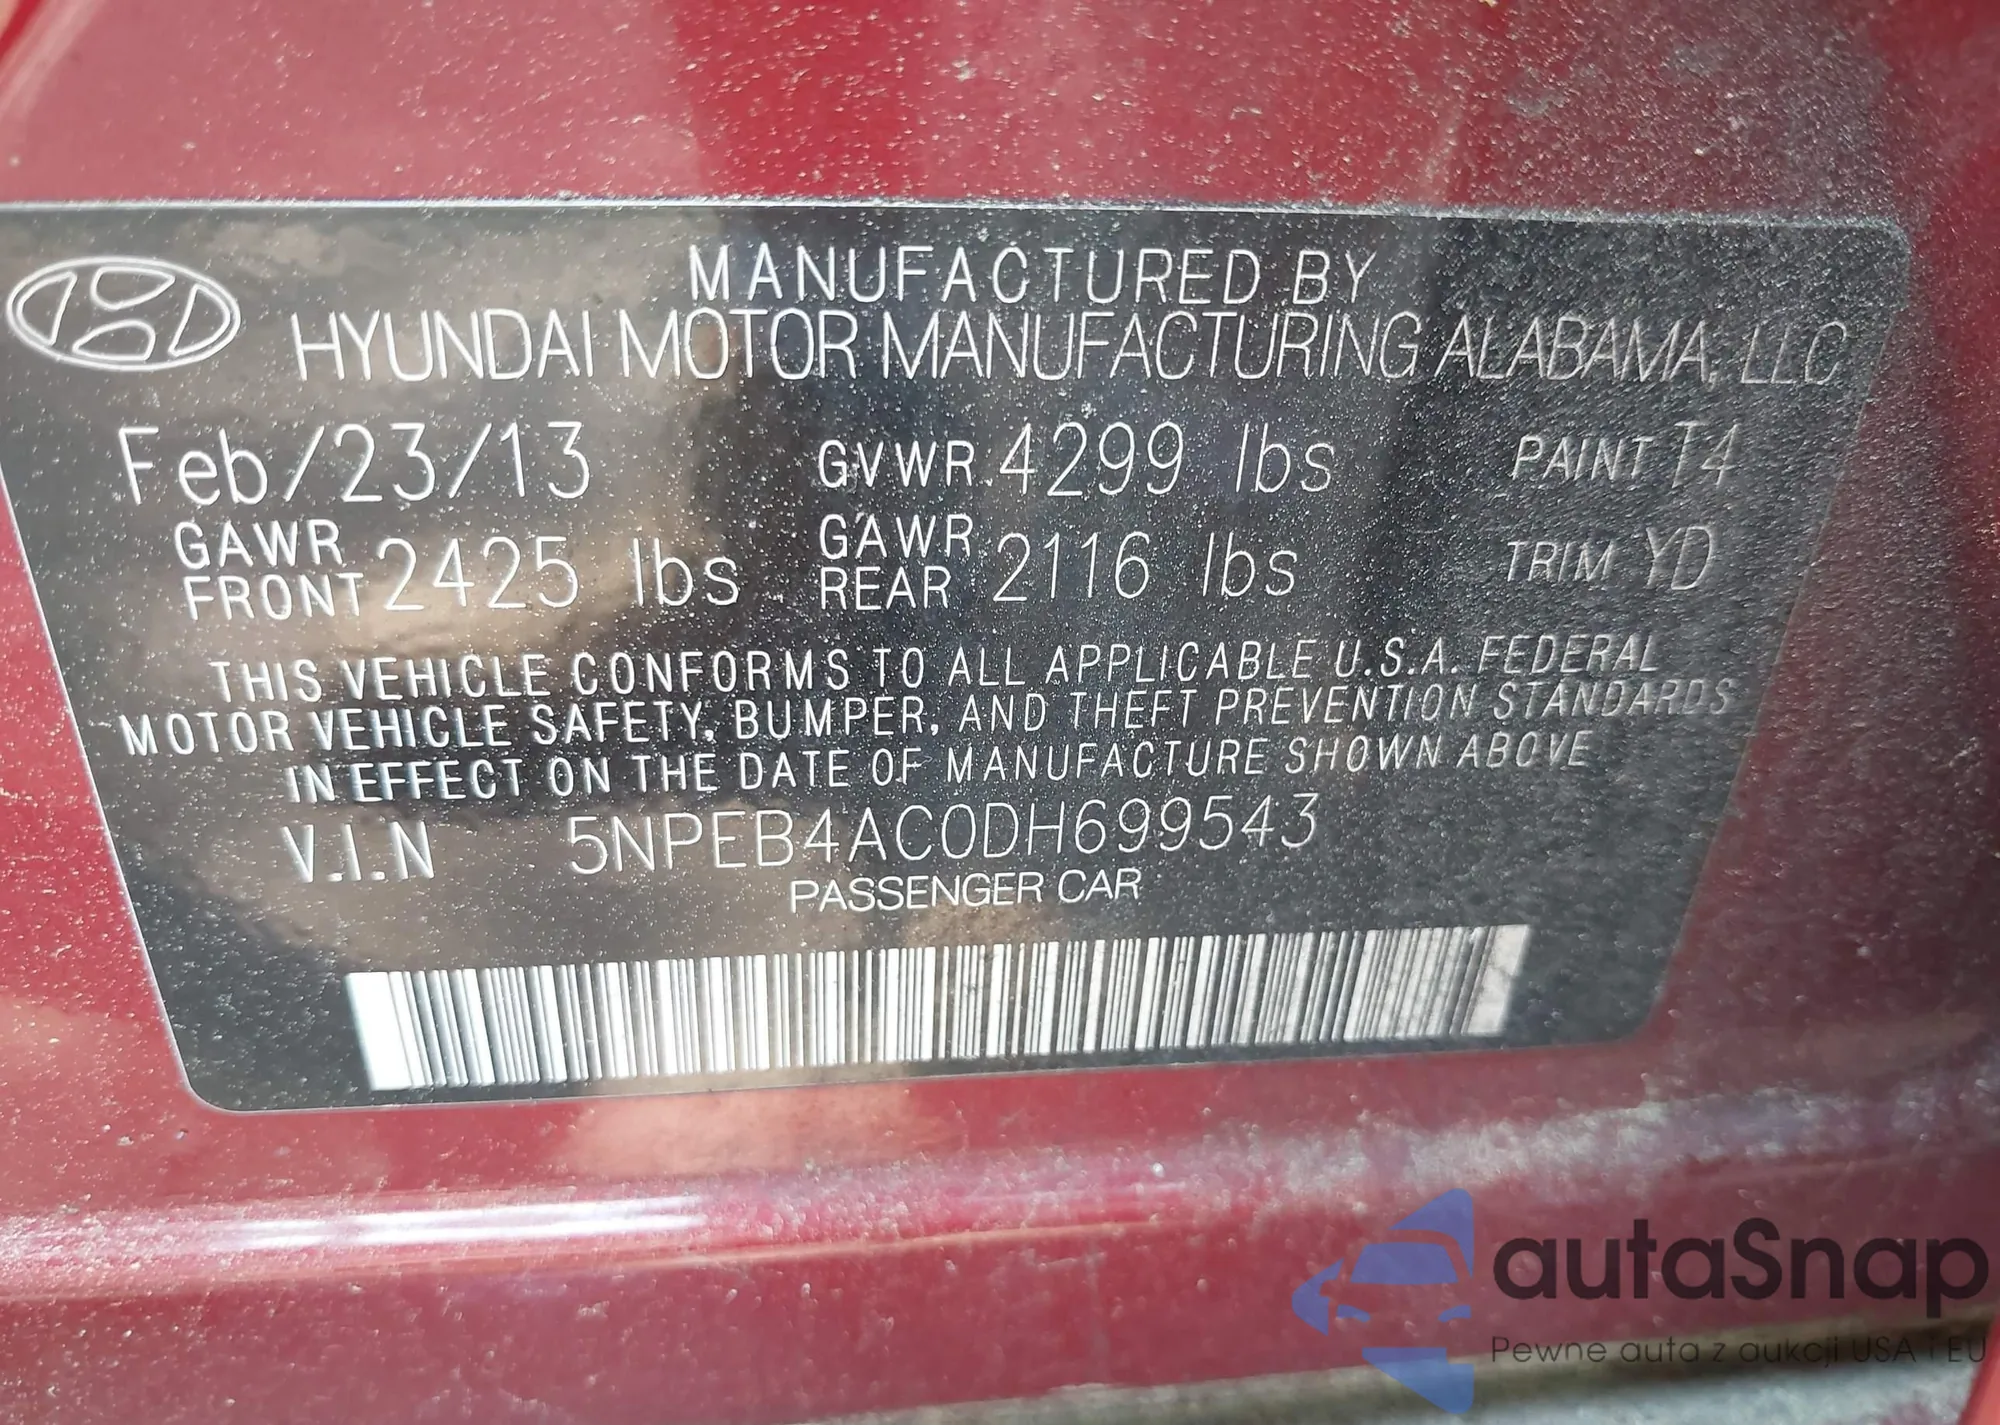 MANUFACTURED BY
HYUNDAI MOTOR MANUFACTURING ALABAMA, LLC
Feb/23/13 GVWR 4299 lbs PAINT T4
GAWR FRONT 2425 lbs GAWR REAR 2116 lbs TRIM YD
THIS VEHICLE CONFORMS TO ALL APPLICABLE U.S.A. FEDERAL
MOTOR VEHICLE SAFETY, BUMPER, AND THEFT PREVENTION STANDARDS
IN EFFECT ON THE DATE OF MANUFACTURE SHOWN ABOVE
V.I.N 5NPEB4AC0DH699543
PASSENGER CAR
autaSnap
Pewne auta z aukcji USA i EU